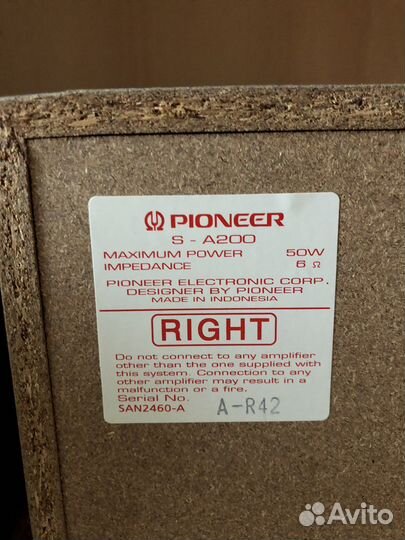 PIONEER
S - A200
MAXIMUM POWER 50W
IMPEDANCE 6 Ω
PIONEER ELECTRONIC CORP.
DESIGNED BY PIONEER
MADE IN INDONESIA
RIGHT
Do not connect to any amplifier
other than the one supplied with
this system. Connection to any
other amplifier may result in a
malfunction or a fire.
Serial No.
SAN2460-A A-R42
Avito